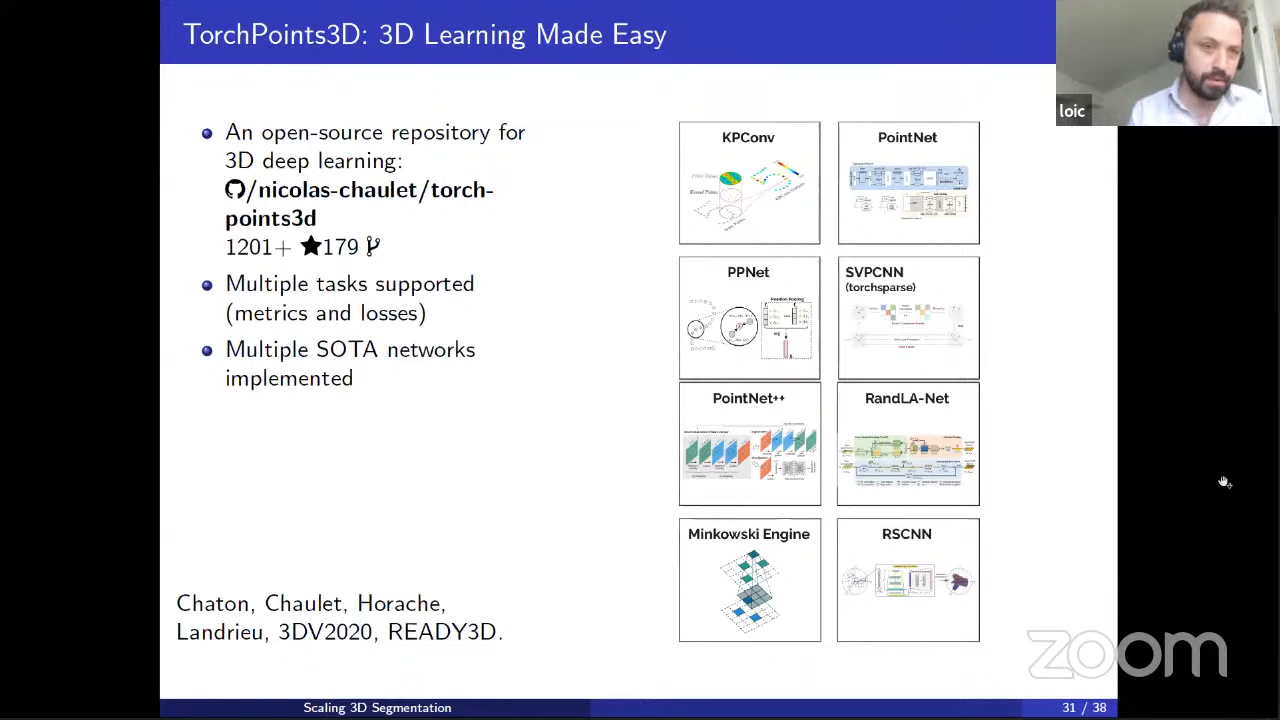 TorchPoints3D: 3D Learning Made Easy
loic
An open-source repository for
3D deep learning:
/nicolas-chaulet/torch-
points3d
1201+ ★179
Multiple tasks supported
(metrics and losses)
Multiple SOTA networks
implemented
KPConv
PointNet
PPNet
SVPCNN
(torchsparse)
Position Pooling
PointNet++
RandLA-Net
Minkowski Engine
RSCNN
Chaton, Chaulet, Horache,
Landrieu, 3DV2020, READY3D.
zoom
Scaling 3D Segmentation
31 / 38